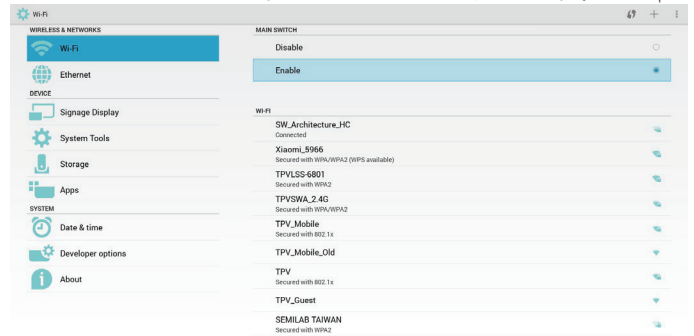 Wi-Fi
WIRELESS & NETWORKS
Wi-Fi
Ethernet
DEVICE
Signage Display
System Tools
Storage
Apps
SYSTEM
Date & time
Developer options
About
MAIN SWITCH
Disable
Enable
WI-FI
SW_Architecture_HC
Connected
Xiaomi_5966
Secured with WPA/WPA2 (WPS available)
TPVLSS-6801
Secured with WPA2
TPVSWA_2.4G
Secured with WPA/WPA2
TPV_Mobile
Secured with 802.1x
TPV_Mobile_Old
TPV
Secured with 802.1x
TPV_Guest
SEMILAB TAIWAN
Secured with WPA2